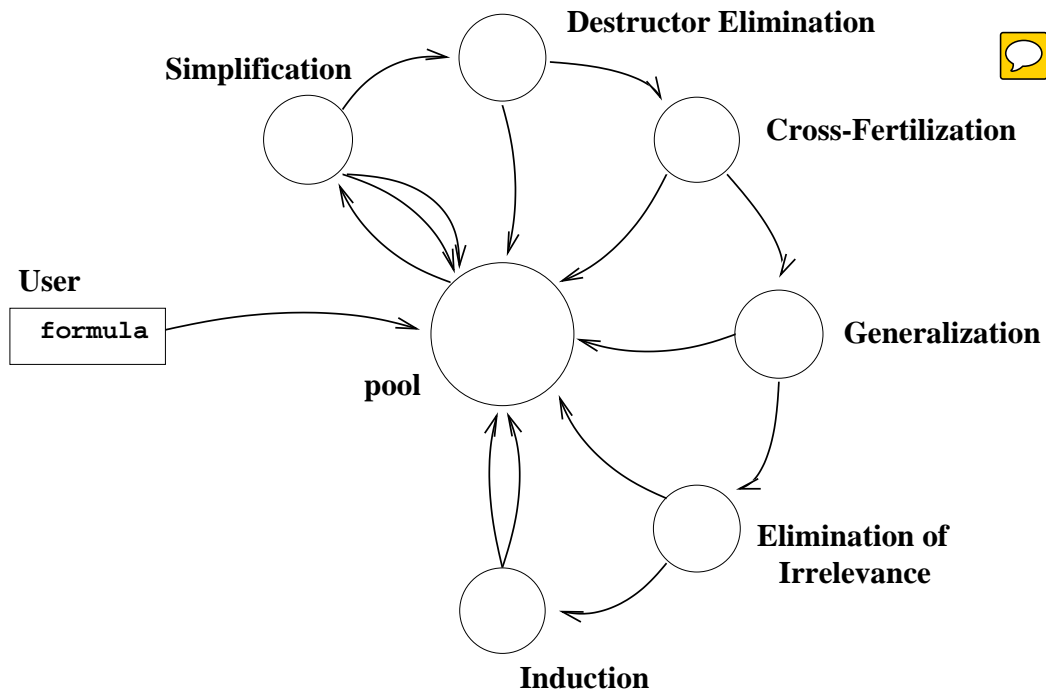 Destructor Elimination
Simplification
Cross-Fertilization
User
formula
Generalization
pool
Elimination of
Irrelevance
Induction